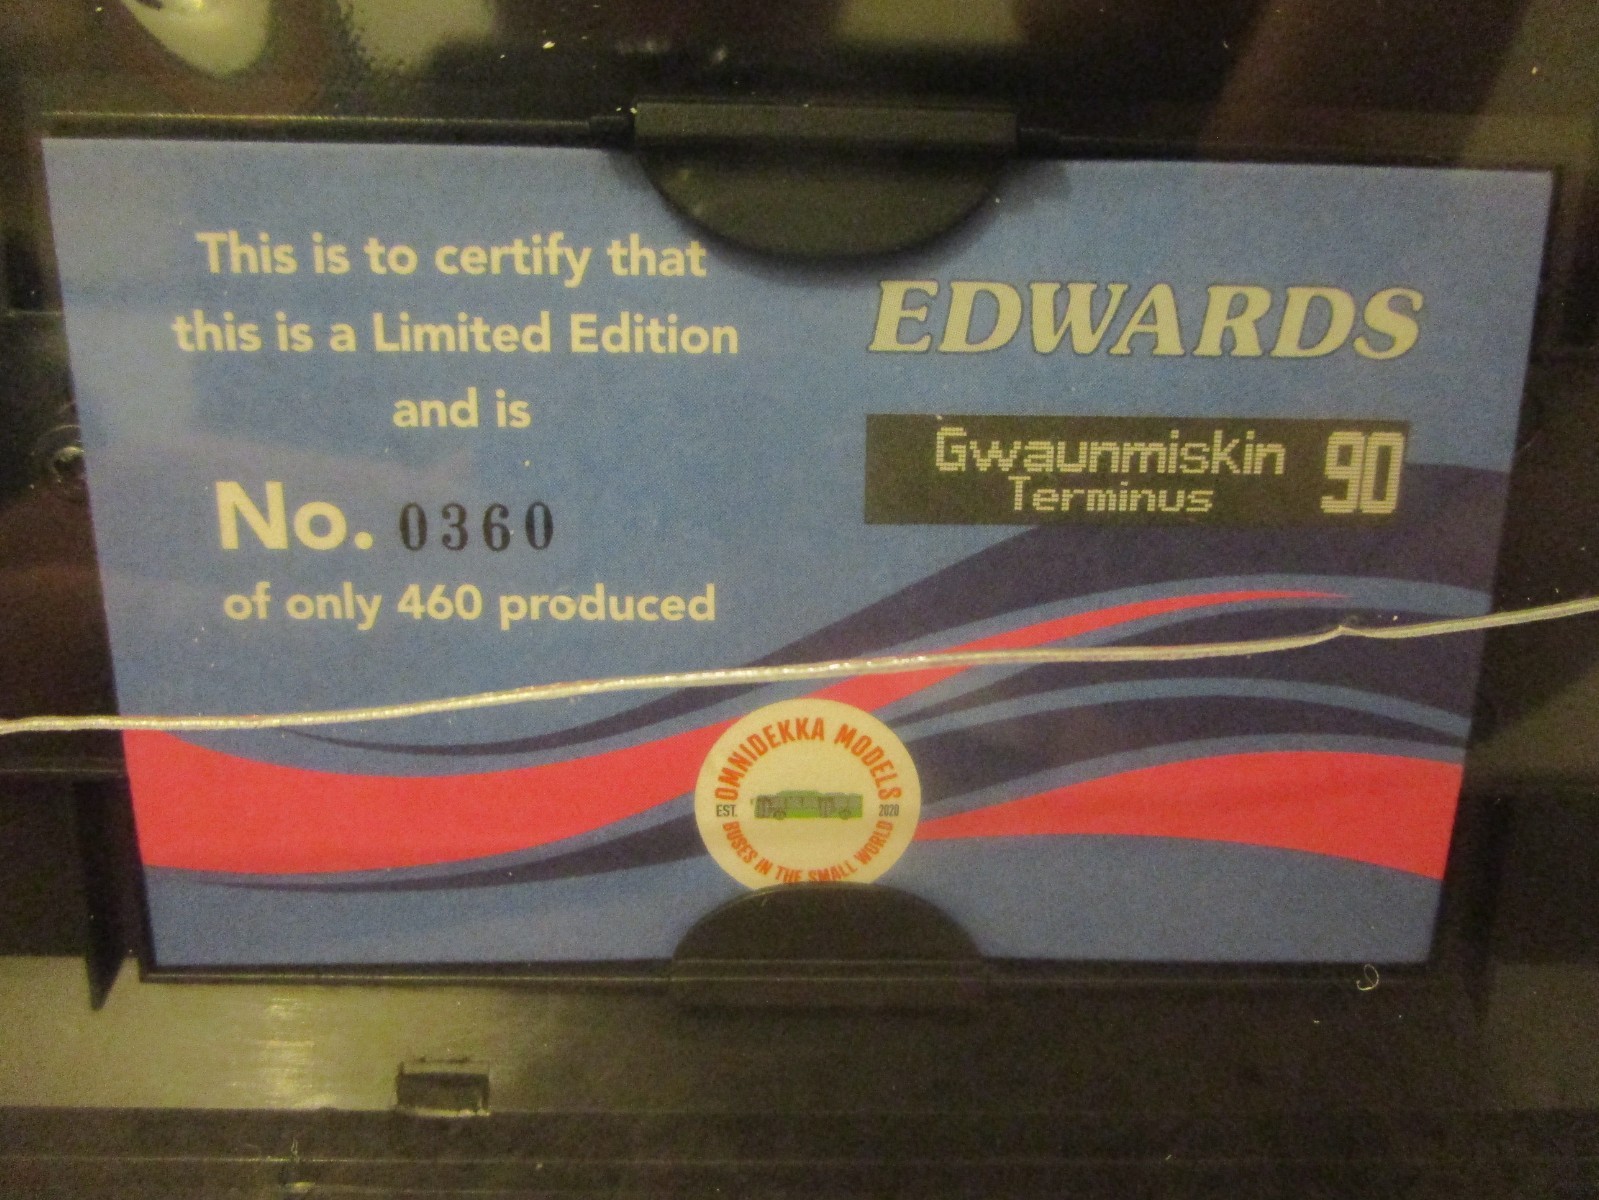 This is to certify that
this is a Limited Edition
and is
No. 0360
of only 460 produced
EDWARDS
Gwaunmiskin 90
Terminus
OMNIDEKKA MODELS
EST. 2020
BUSES IN THE SMALL WORLD